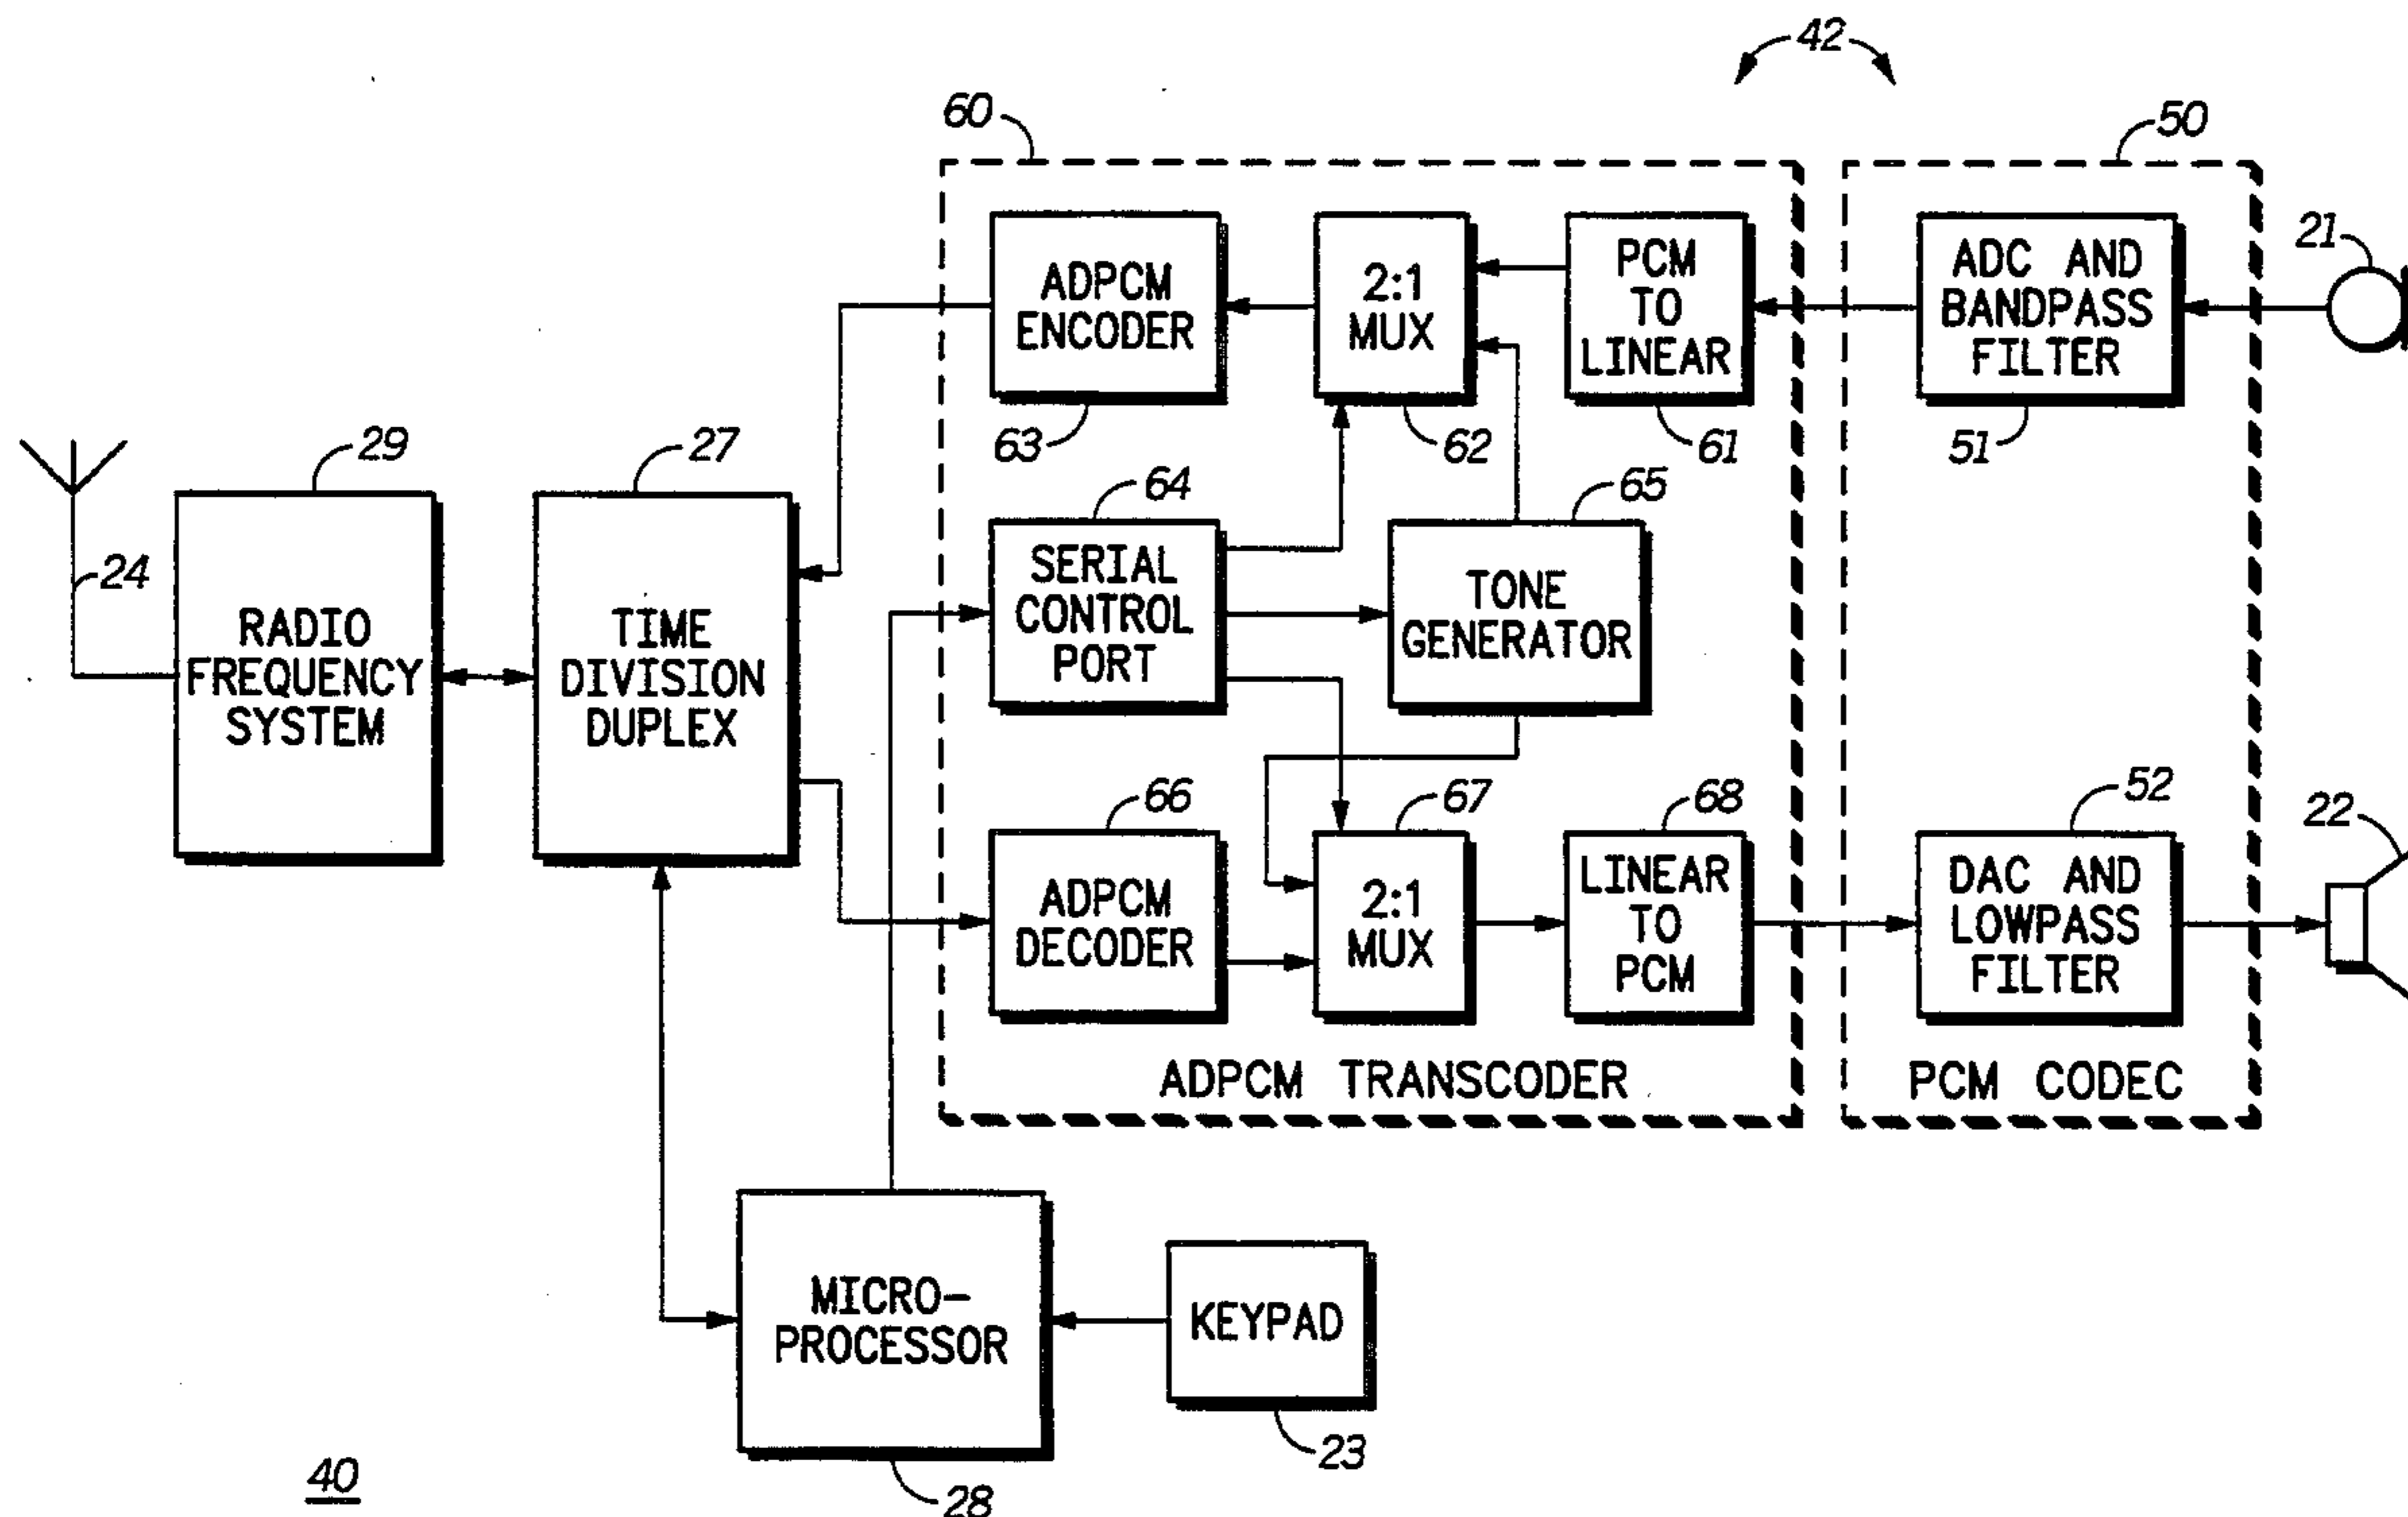 42
60
50
ADPCM
ENCODER
63
2:1
MUX
62
PCM
TO
LINEAR
61
ADC AND
BANDPASS
FILTER
51
21
29
27
64
65
24
RADIO
FREQUENCY
SYSTEM
TIME
DIVISION
DUPLEX
SERIAL
CONTROL
PORT
TONE
GENERATOR
66
67
68
52
22
ADPCM
DECODER
2:1
MUX
LINEAR
TO
PCM
DAC AND
LOWPASS
FILTER
ADPCM TRANSCODER
PCM CODEC
MICRO-
PROCESSOR
KEYPAD
23
28
40